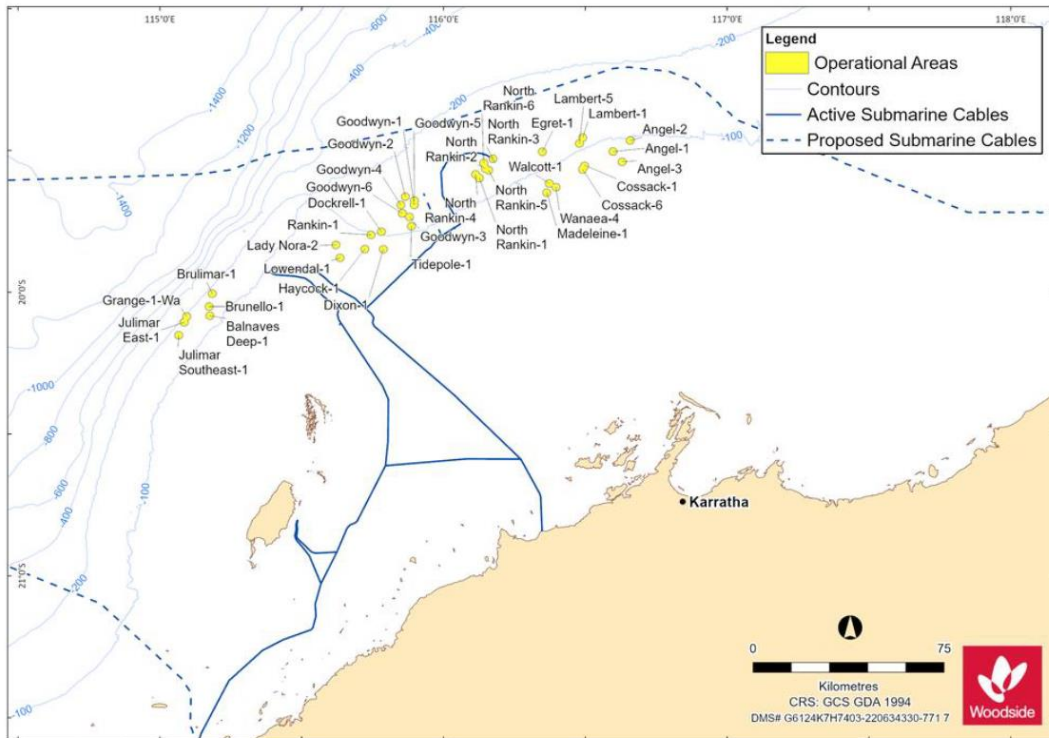 115°0'E
116°0'E
117°0'E
118°0'E
20°0'S
21°0'S
Legend
Operational Areas
Contours
Active Submarine Cables
Proposed Submarine Cables
-600
-400
-400
-200
-1400
-1200
-200
-100
North
Rankin-6
Lambert-5
Lambert-1
Goodwyn-1
Goodwyn-5
North
Rankin-3
Egret-1
Angel-2
Goodwyn-2
North
Rankin-2
Angel-1
Goodwyn-4
Walcott-1
Angel-3
Goodwyn-6
Cossack-1
Dockrell-1
North
Rankin-4
North
Rankin-5
Cossack-6
Wanaea-4
Rankin-1
Goodwyn-3
North
Rankin-1
Madeleine-1
Lady Nora-2
Lowendal-1
Tidepole-1
Brulimar-1
Haycock-1
Grange-1-Wa
Brunello-1
Dixon-1
Julimar
East-1
Balnaves
Deep-1
Julimar
Southeast-1
-1000
-800
-600
-400
-200
-100
-100
Karratha
0
75
Kilometres
CRS: GCS GDA 1994
DMS# G6124K7H7403-220634330-771 7
Woodside